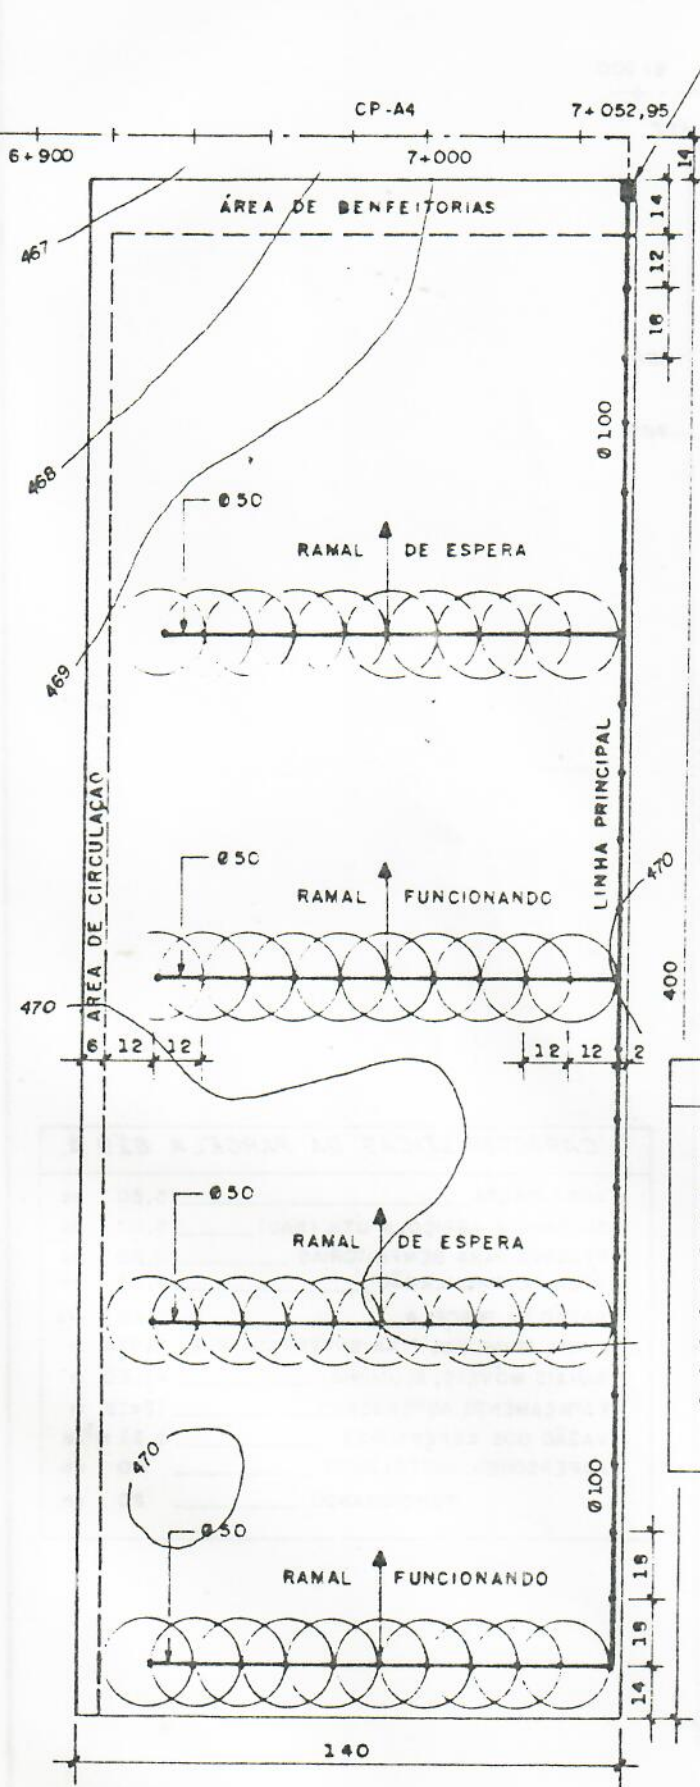 CP-A4
7+052,95
6+900
7+000
14
ÁREA DE BENFEITORIAS
14
467
12
18
468
Ø100
Ø50
RAMAL DE ESPERA
469
LINHA PRINCIPAL
ÁREA DE CIRCULAÇÃO
Ø50
470
RAMAL FUNCIONANDO
400
470
6
12
12
12
12
2
Ø50
RAMAL DE ESPERA
470
Ø100
Ø50
18
RAMAL FUNCIONANDO
18
14
140